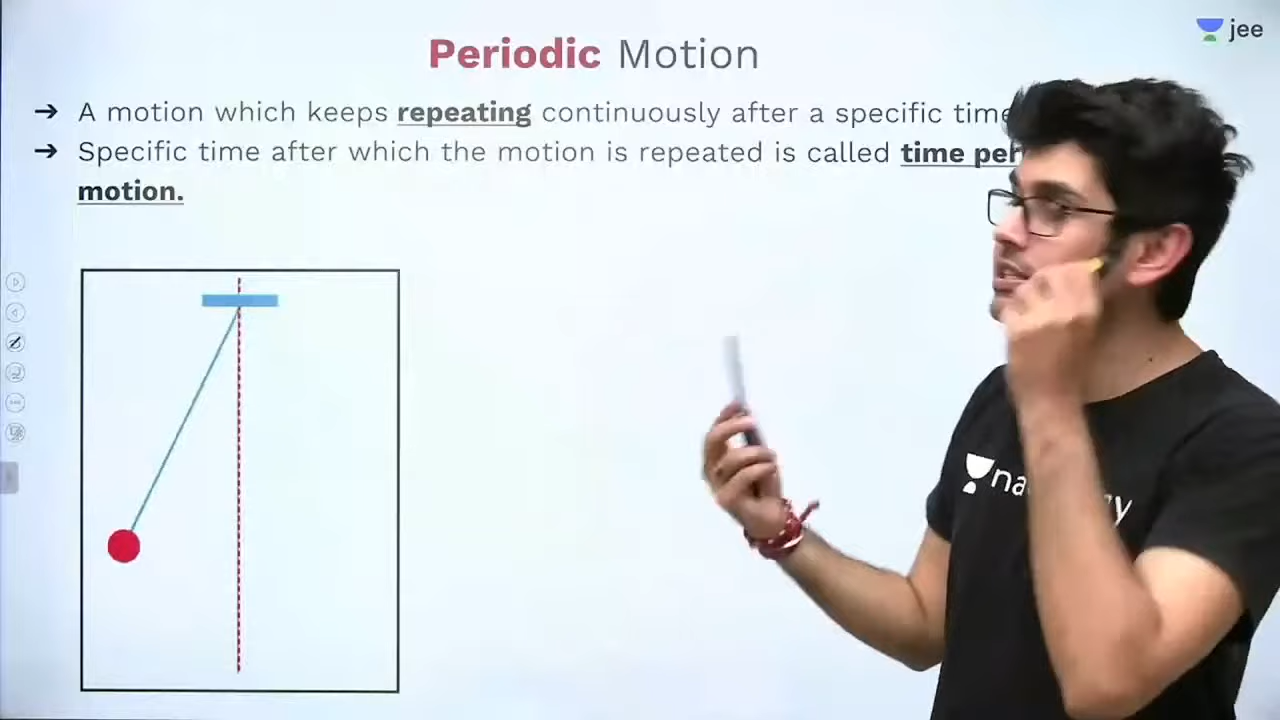 jee
Periodic Motion
➔ A motion which keeps repeating continuously after a specific time
➔ Specific time after which the motion is repeated is called time
motion.